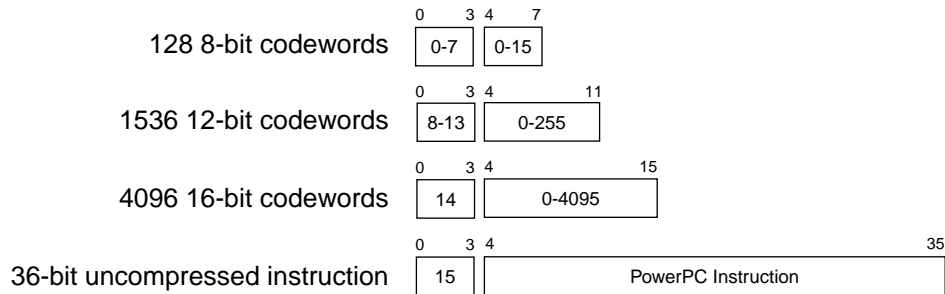 0 3 4 7
128 8-bit codewords 0-7 0-15
0 3 4 11
1536 12-bit codewords 8-13 0-255
0 3 4 15
4096 16-bit codewords 14 0-4095
0 3 4 35
36-bit uncompressed instruction 15 PowerPC Instruction